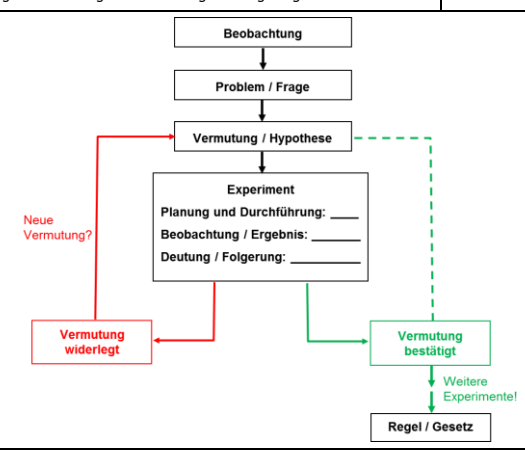 Beobachtung
Problem / Frage
Vermutung / Hypothese
Experiment
Planung und Durchführung: ____
Beobachtung / Ergebnis: _______
Deutung / Folgerung: __________
Neue
Vermutung?
Vermutung
widerlegt
Vermutung
bestätigt
Weitere
Experimente!
Regel / Gesetz